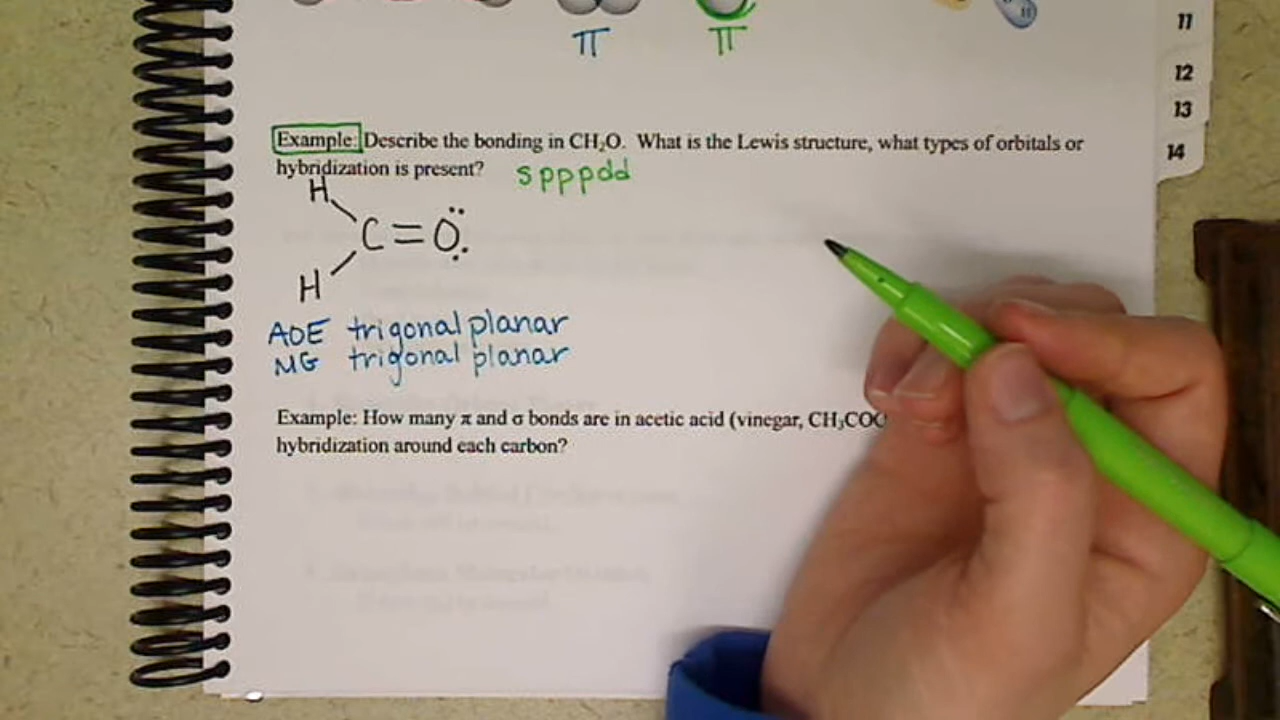 π π
11
12
13
14
Example: Describe the bonding in CH₂O. What is the Lewis structure, what types of orbitals or
hybridization is present? spppdd
H
C=O
H
AOE trigonal planar
MG trigonal planar
Example: How many π and σ bonds are in acetic acid (vinegar, CH₃COO
hybridization around each carbon?